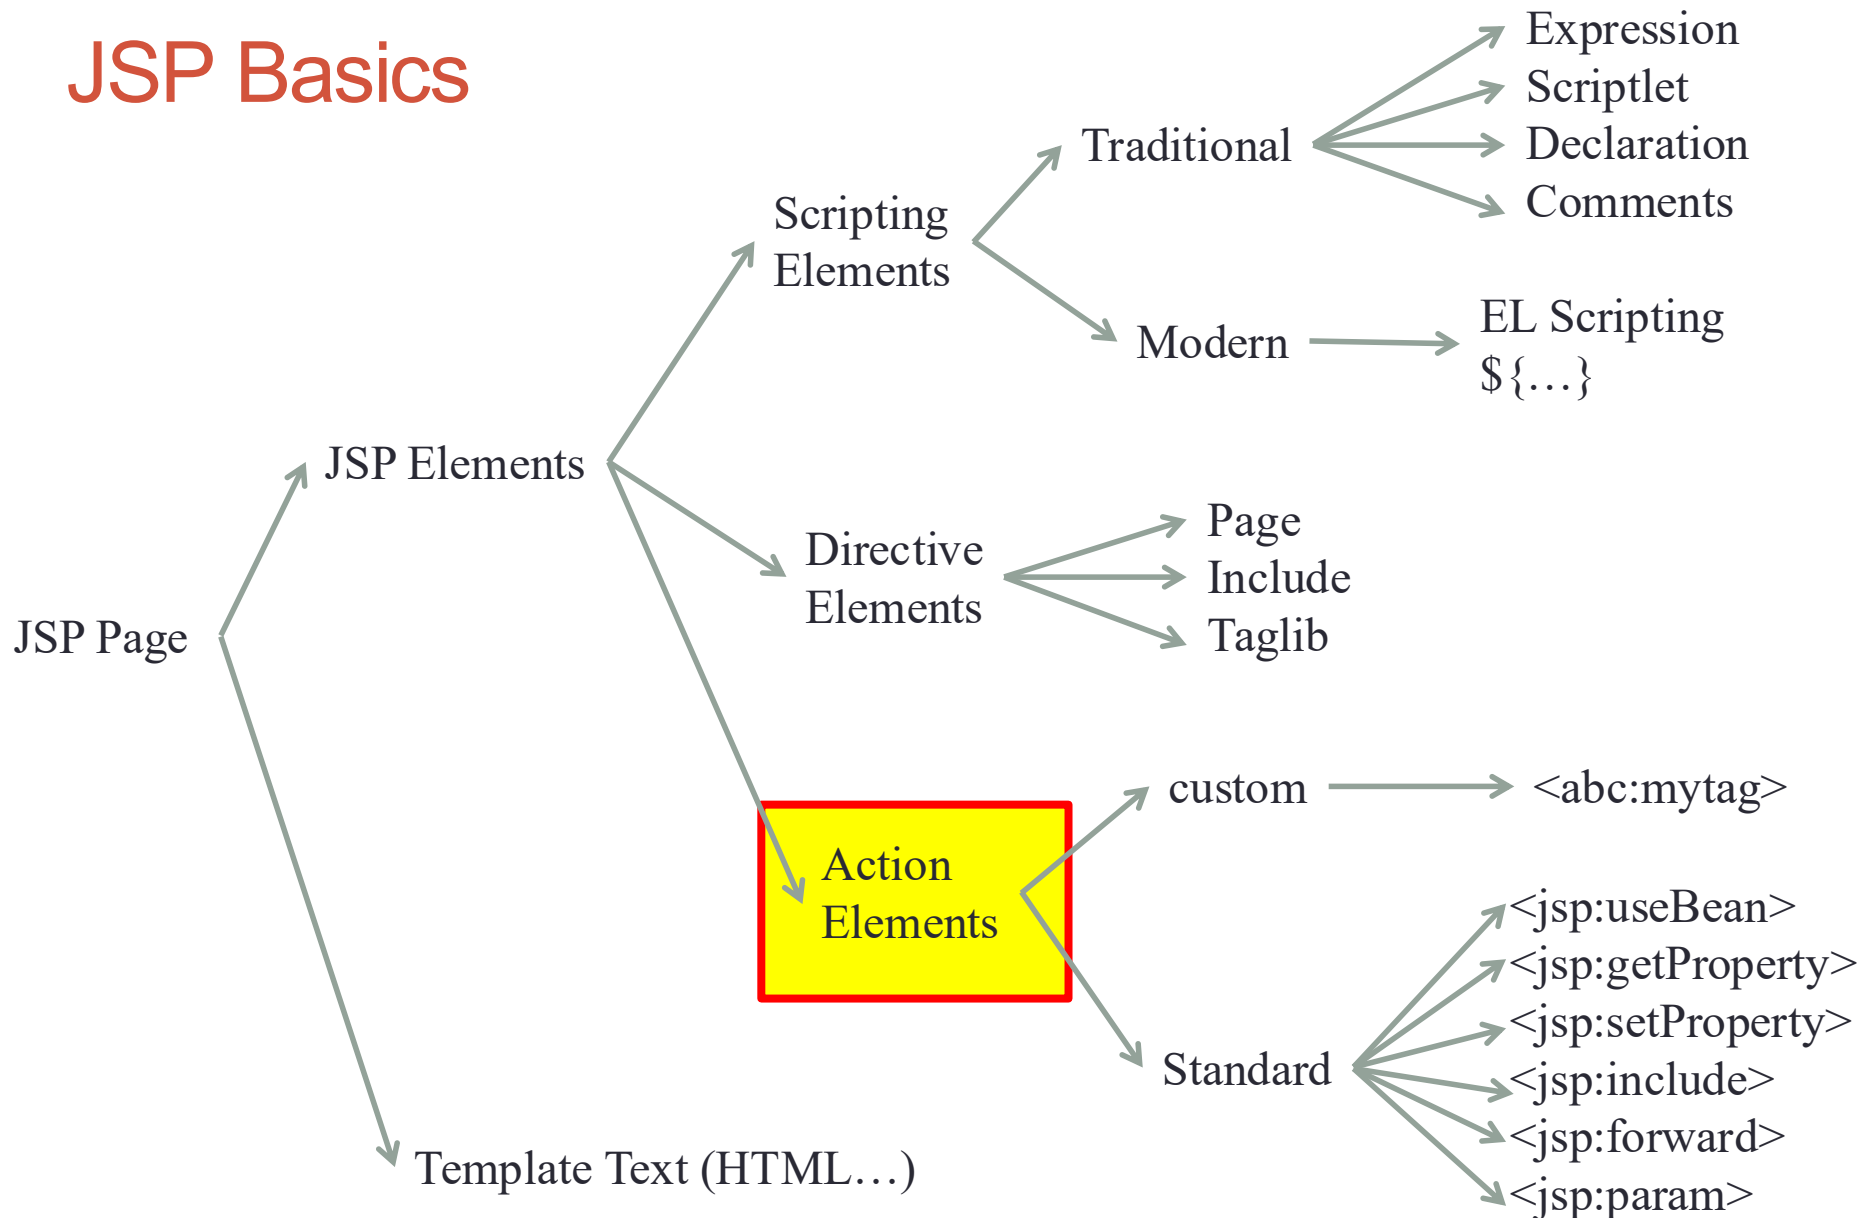 JSP Basics
Expression
Scriptlet
Declaration
Comments
Traditional
Scripting
Elements
Modern
EL Scripting
${…}
JSP Elements
Directive
Elements
Page
Include
Taglib
JSP Page
custom
<abc:mytag>
Action
Elements
Standard
<jsp:useBean>
<jsp:getProperty>
<jsp:setProperty>
<jsp:include>
<jsp:forward>
<jsp:param>
Template Text (HTML…)